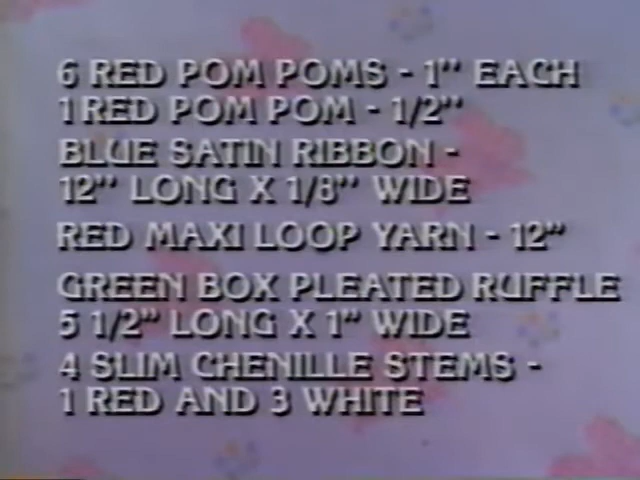 6 RED POM POMS - 1" EACH
1 RED POM POM - 1/2"
BLUE SATIN RIBBON -
12" LONG X 1/8" WIDE
RED MAXI LOOP YARN - 12"
GREEN BOX PLEATED RUFFLE
5 1/2" LONG X 1" WIDE
4 SLIM CHENILLE STEMS -
1 RED AND 3 WHITE